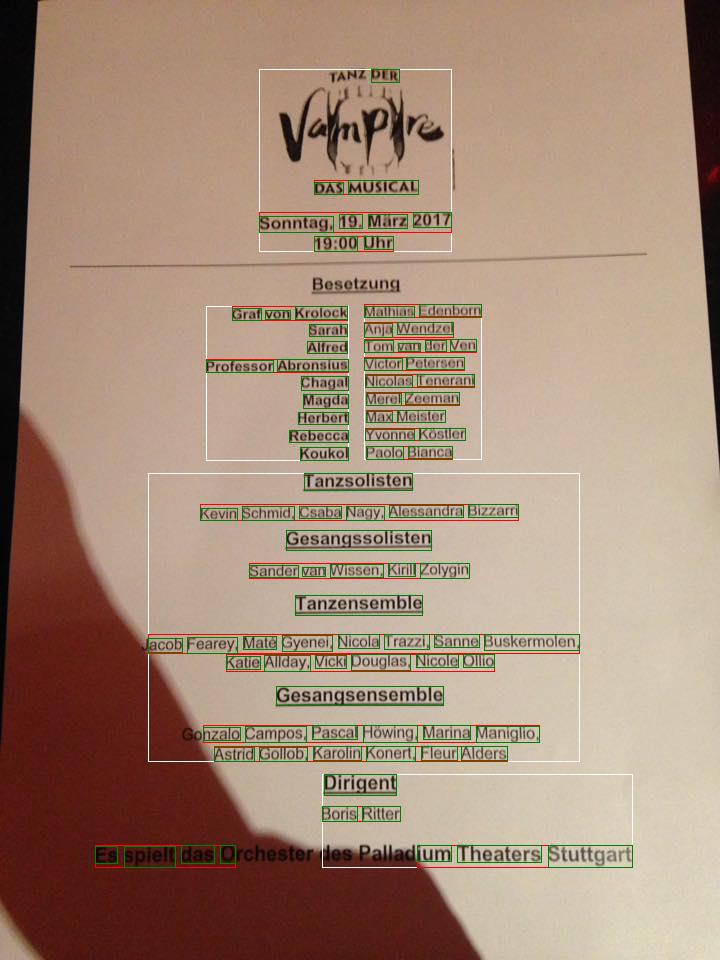 TANZ DER
Vampire
DAS MUSICAL
Sonntag, 19. März 2017
19:00 Uhr
Besetzung
Graf von Krolock Mathias Edenborn
Sarah Anja Wendzel
Alfred Tom van der Ven
Professor Abronsius Victor Petersen
Chagal Nicolas Tenerani
Magda Merel Zeeman
Herbert Max Meister
Rebecca Yvonne Köstler
Koukol Paolo Bianca
Tanzsolisten
Kevin Schmid, Csaba Nagy, Alessandra Bizzarri
Gesangssolisten
Sander van Wissen, Kirill Zolygin
Tanzensemble
Jacob Fearey, Maté Gyenei, Nicola Trazzi, Sanne Buskermolen,
Katie Allday, Vicki Douglas, Nicole Ollio
Gesangsensemble
Gonzalo Campos, Pascal Höwing, Marina Maniglio,
Astrid Gollob, Karolin Konert, Fleur Alders
Dirigent
Boris Ritter
Es spielt das Orchester des Palladium Theaters Stuttgart